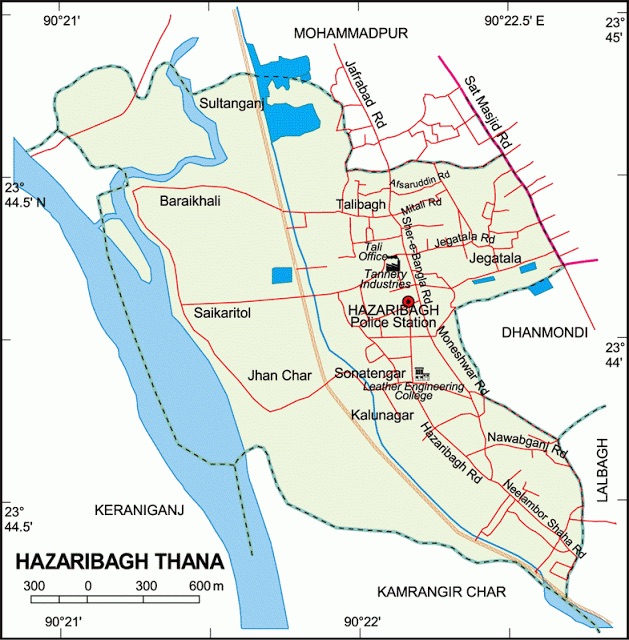 90°21'
90°22.5' E
23°
45'
MOHAMMADPUR
Jafrabad Rd
Sat Masjid Rd
Sultanganj
23°
44.5' N
Baraikhali
Talibagh
Afsaruddin Rd
Mitali Rd
Sher-e-Bangla Rd
Jegatala Rd
Jegatala
Tali
Office
Tannery
Industries
Saikaritol
HAZARIBAGH
Police Station
DHANMONDI
23°
44'
Moneshwar Rd
Jhan Char
Sonatengar
Leather Engineering
College
Kalunagar
Hazaribagh Rd
Nawabganj Rd
LALBAGH
Neelambor Shaha Rd
23°
44.5'
KERANIGANJ
HAZARIBAGH THANA
300 0 300 600 m
KAMRANGIR CHAR
90°21'
90°22'